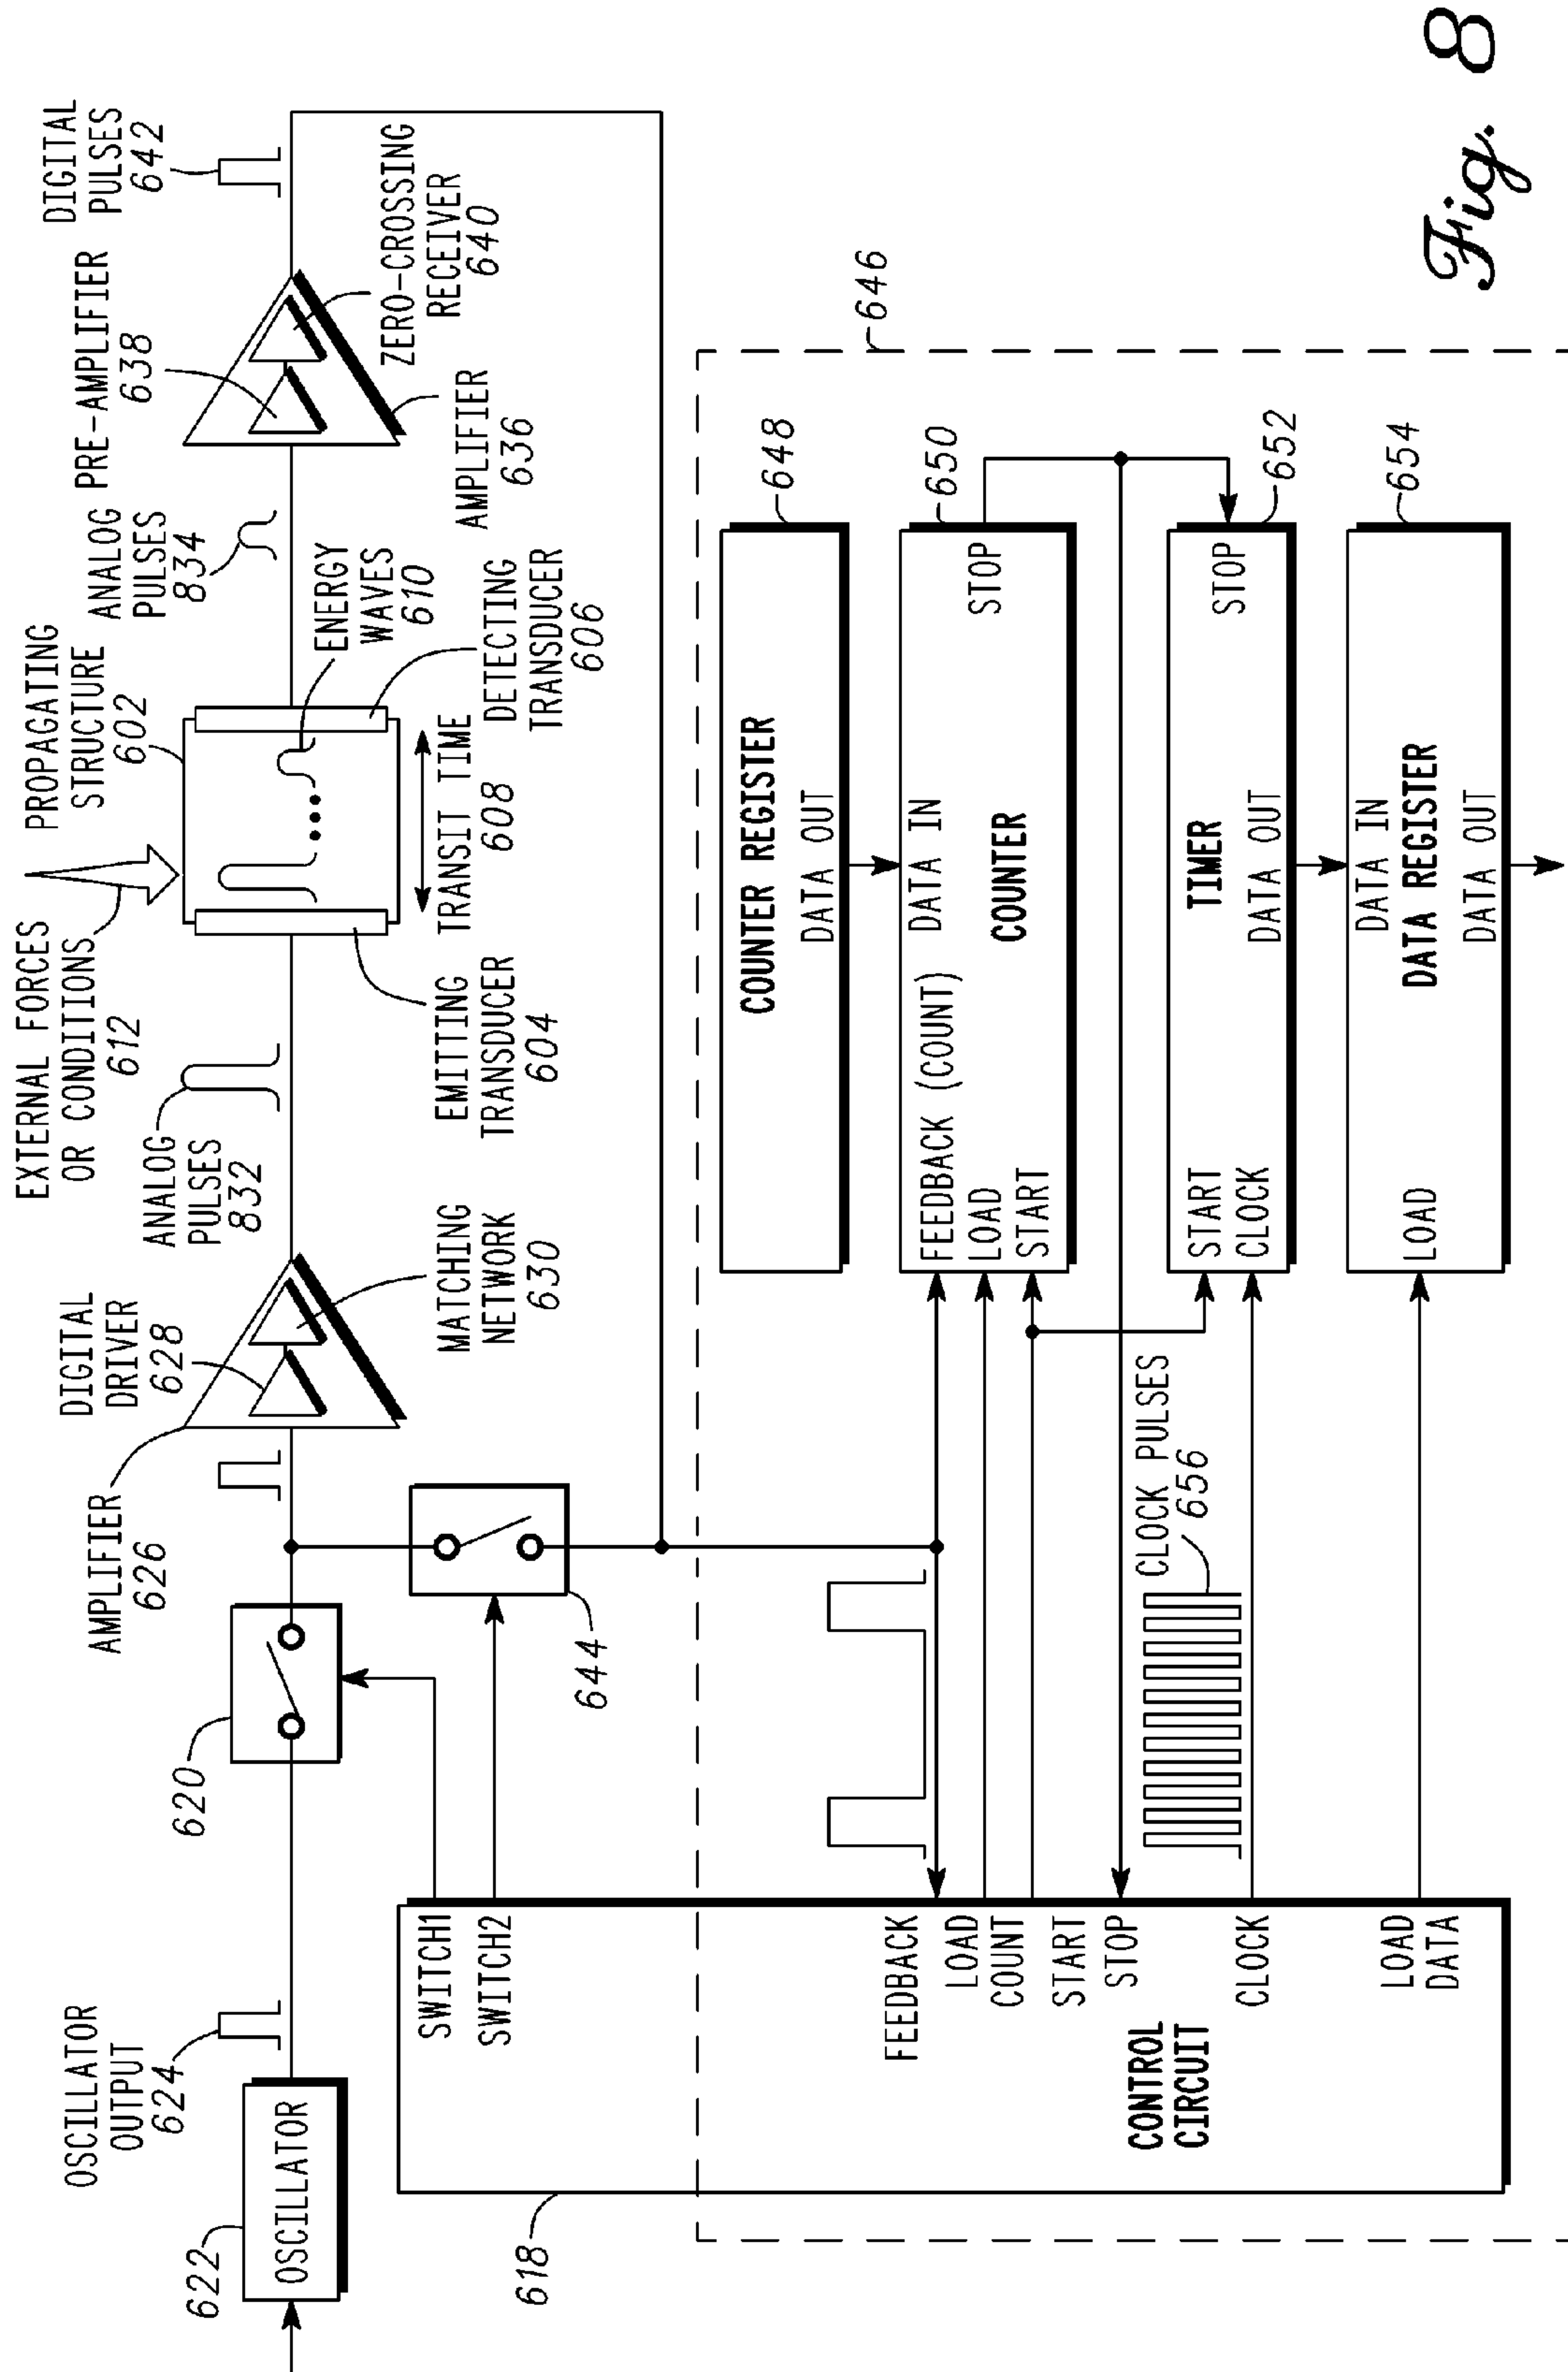 OSCILLATOR
OUTPUT
624
622
OSCILLATOR
620
AMPLIFIER
626
DIGITAL
DRIVER
628
MATCHING
NETWORK
630
644
EXTERNAL FORCES
OR CONDITIONS
612
ANALOG
PULSES
832
EMITTING
TRANSDUCER
604
PROPAGATING
STRUCTURE
602
TRANSIT TIME
608
ENERGY
WAVES
610
DETECTING
TRANSDUCER
606
ANALOG
PULSES
834
PRE-AMPLIFIER
638
AMPLIFIER
636
ZERO-CROSSING
RECEIVER
640
DIGITAL
PULSES
642
618
SWITCH1
SWITCH2
FEEDBACK
LOAD
COUNT
START
STOP
CLOCK
LOAD
DATA
CONTROL
CIRCUIT
CLOCK PULSES
656
646
COUNTER REGISTER
DATA OUT
648
FEEDBACK (COUNT)
DATA IN
LOAD
START
COUNTER
STOP
650
START
CLOCK
TIMER
DATA OUT
STOP
652
DATA IN
LOAD
DATA REGISTER
DATA OUT
654
Fig. 8